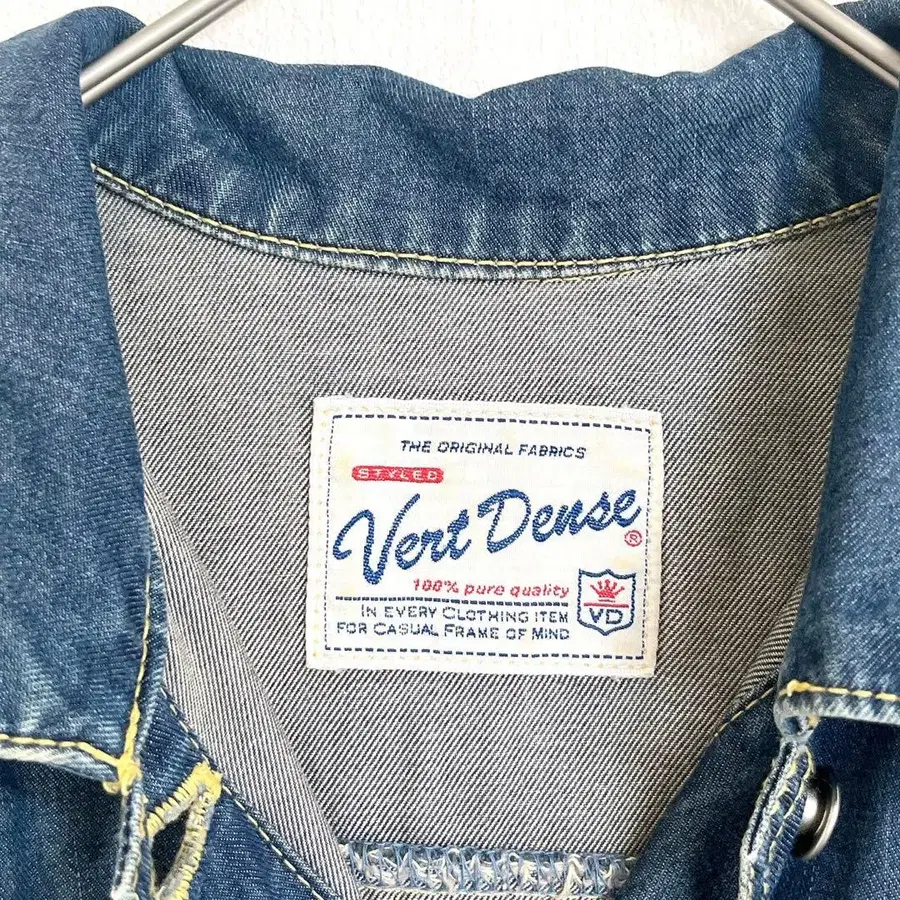 THE ORIGINAL FABRICS
STYLED
Vert Dense ®
100% pure quality
IN EVERY CLOTHING ITEM
FOR CASUAL FRAME OF MIND
VD